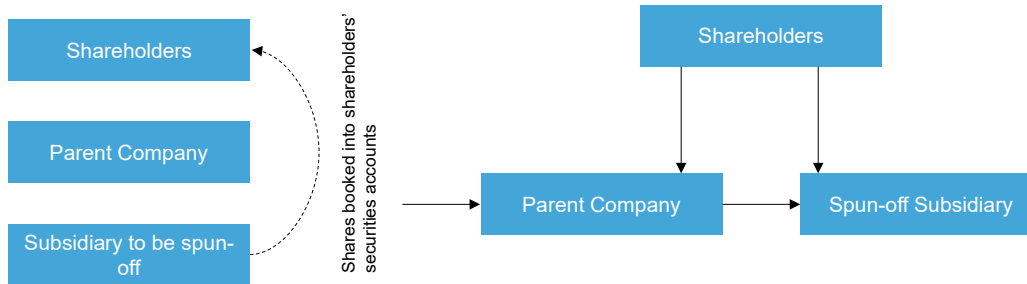 Shareholders
Parent Company
Subsidiary to be spun-
off
Shares booked into shareholders’
securities accounts
Shareholders
Parent Company
Spun-off Subsidiary